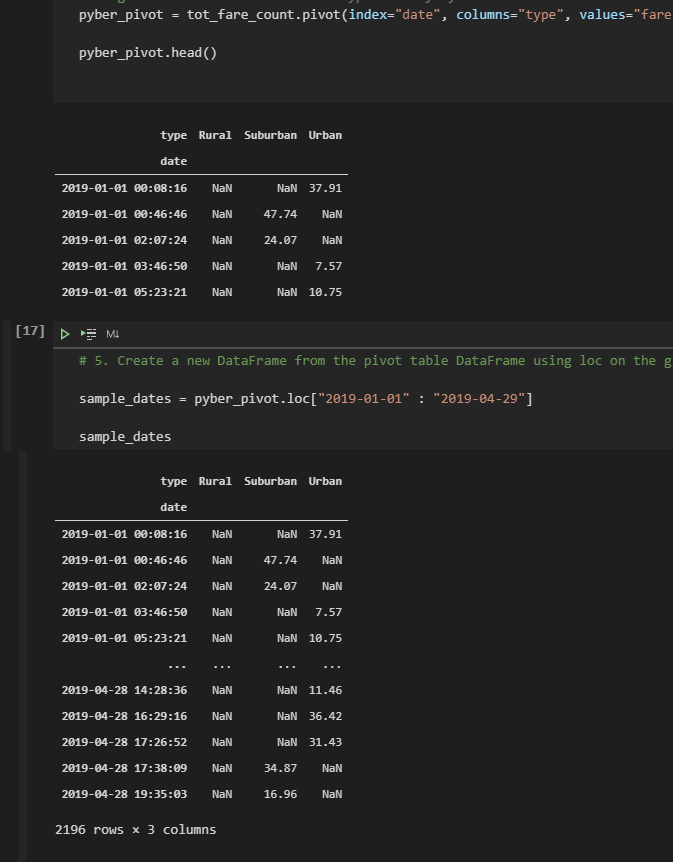 pyber_pivot = tot_fare_count.pivot(index="date", columns="type", values="fare
pyber_pivot.head()
type Rural Suburban Urban
date
2019-01-01 00:08:16 NaN NaN 37.91
2019-01-01 00:46:46 NaN 47.74 NaN
2019-01-01 02:07:24 NaN 24.07 NaN
2019-01-01 03:46:50 NaN NaN 7.57
2019-01-01 05:23:21 NaN NaN 10.75
[17] M↓
# 5. Create a new DataFrame from the pivot table DataFrame using loc on the g
sample_dates = pyber_pivot.loc["2019-01-01" : "2019-04-29"]
sample_dates
type Rural Suburban Urban
date
2019-01-01 00:08:16 NaN NaN 37.91
2019-01-01 00:46:46 NaN 47.74 NaN
2019-01-01 02:07:24 NaN 24.07 NaN
2019-01-01 03:46:50 NaN NaN 7.57
2019-01-01 05:23:21 NaN NaN 10.75
... ... ... ...
2019-04-28 14:28:36 NaN NaN 11.46
2019-04-28 16:29:16 NaN NaN 36.42
2019-04-28 17:26:52 NaN NaN 31.43
2019-04-28 17:38:09 NaN 34.87 NaN
2019-04-28 19:35:03 NaN 16.96 NaN
2196 rows × 3 columns